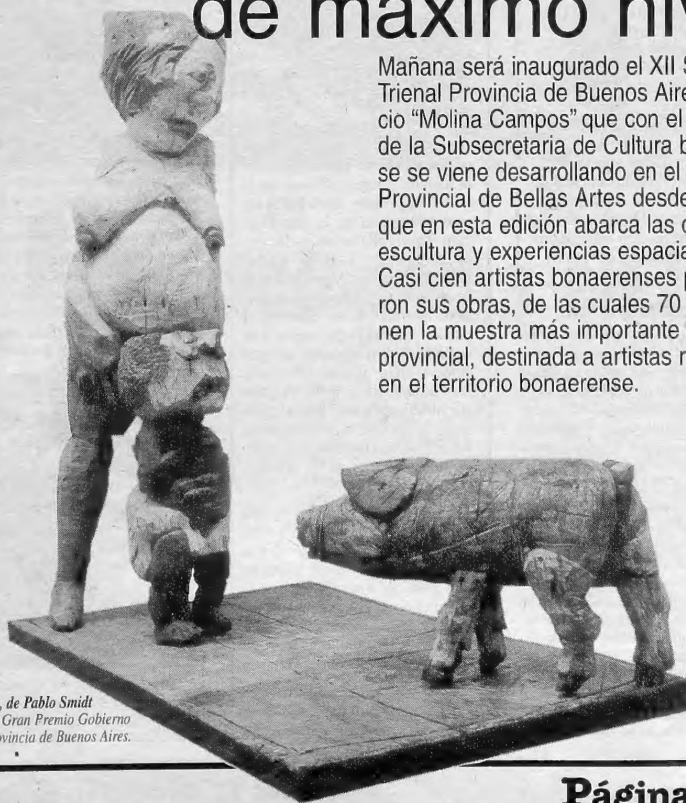 de máximo niv
Mañana será inaugurado el XII S
Trienal Provincia de Buenos Aire
cio “Molina Campos” que con el
de la Subsecretaria de Cultura b
se se viene desarrollando en el
Provincial de Bellas Artes desde
que en esta edición abarca las d
escultura y experiencias espacia
Casi cien artistas bonaerenses p
ron sus obras, de las cuales 70
nen la muestra más importante
provincial, destinada a artistas r
en el territorio bonaerense.
, de Pablo Smidt
Gran Premio Gobierno
vincia de Buenos Aires.
Página